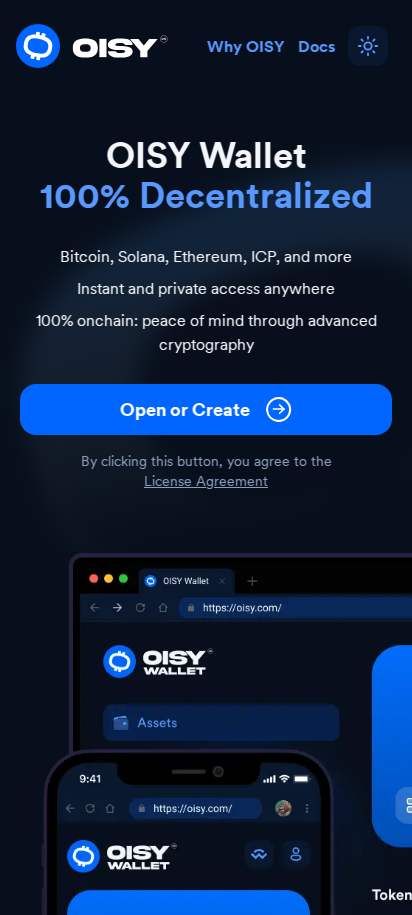 OISY
Why OISY
Docs
OISY Wallet
100% Decentralized
Bitcoin, Solana, Ethereum, ICP, and more
Instant and private access anywhere
100% onchain: peace of mind through advanced
cryptography
Open or Create
By clicking this button, you agree to the
License Agreement
OISY Wallet
https://oisy.com/
OISY
WALLET
Assets
9:41
https://oisy.com/
OISY
WALLET
Token